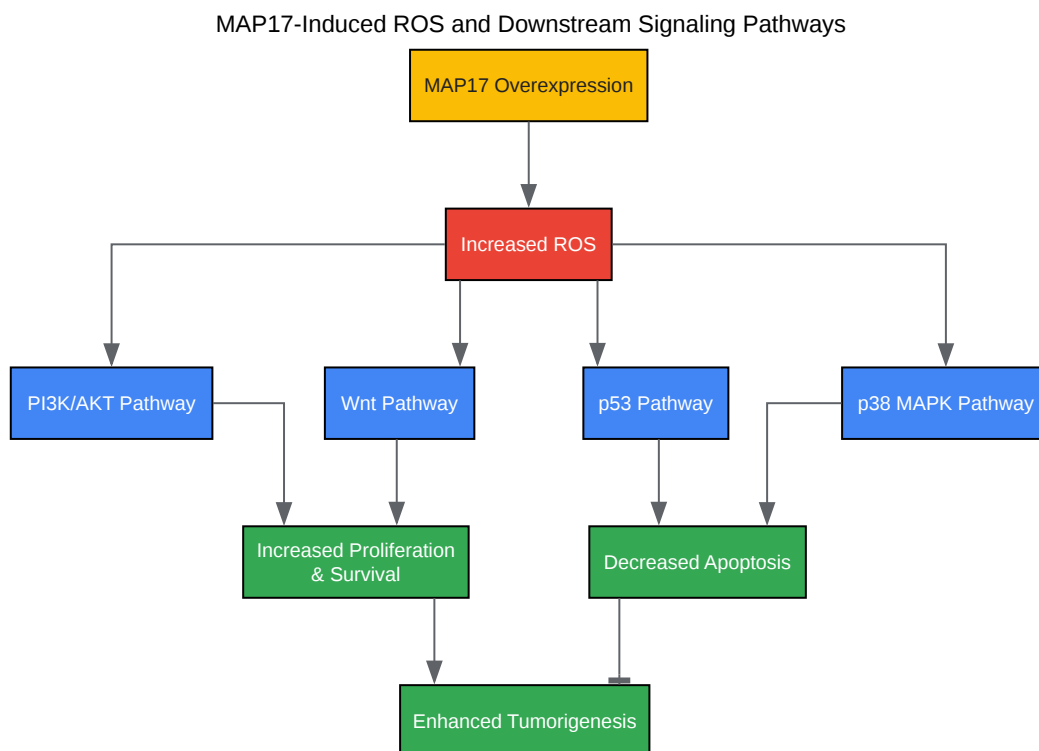 MAP17-Induced ROS and Downstream Signaling Pathways
MAP17 Overexpression
Increased ROS
PI3K/AKT Pathway
Wnt Pathway
p53 Pathway
p38 MAPK Pathway
Increased Proliferation
& Survival
Decreased Apoptosis
Enhanced Tumorigenesis